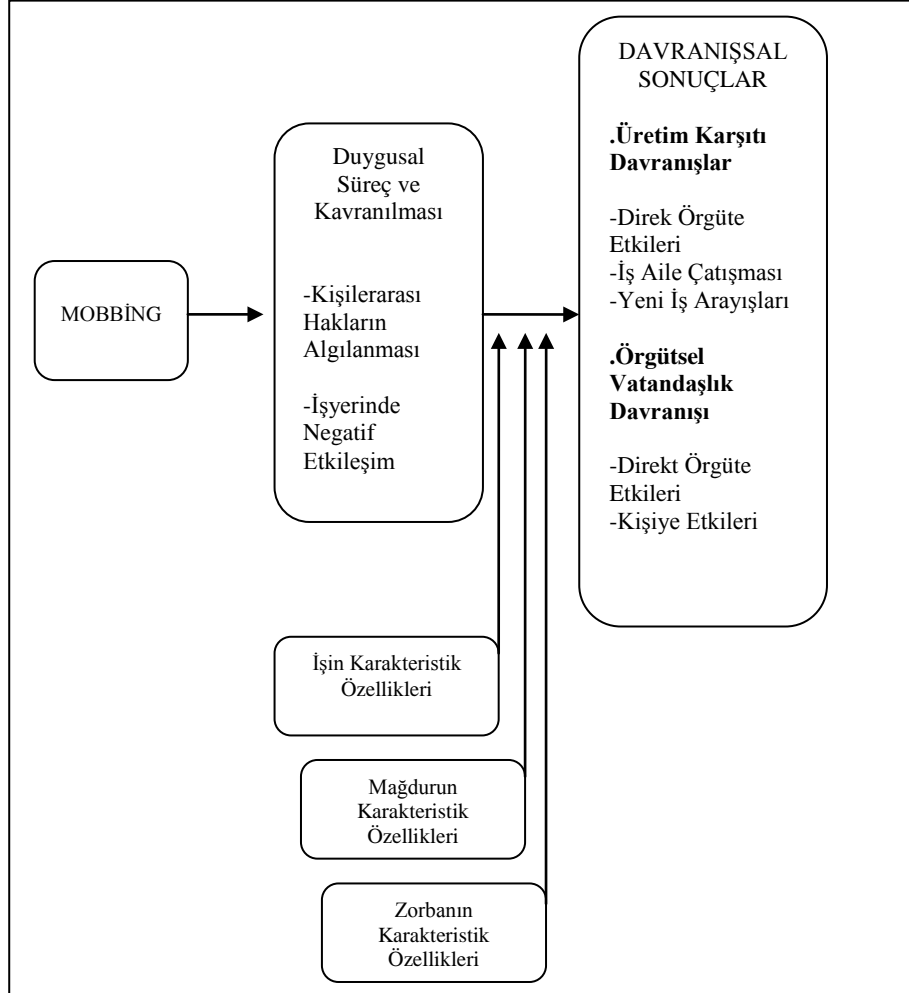 MOBBİNG
Duygusal
Süreç ve
Kavranılması
-Kişilerarası
Hakların
Algılanması
-İşyerinde
Negatif
Etkileşim
DAVRANIŞSAL
SONUÇLAR
.Üretim Karşıtı
Davranışlar
-Direk Örgüte
Etkileri
-İş Aile Çatışması
-Yeni İş Arayışları
.Örgütsel
Vatandaşlık
Davranışı
-Direkt Örgüte
Etkileri
-Kişiye Etkileri
İşin Karakteristik
Özellikleri
Mağdurun
Karakteristik
Özellikleri
Zorbanın
Karakteristik
Özellikleri